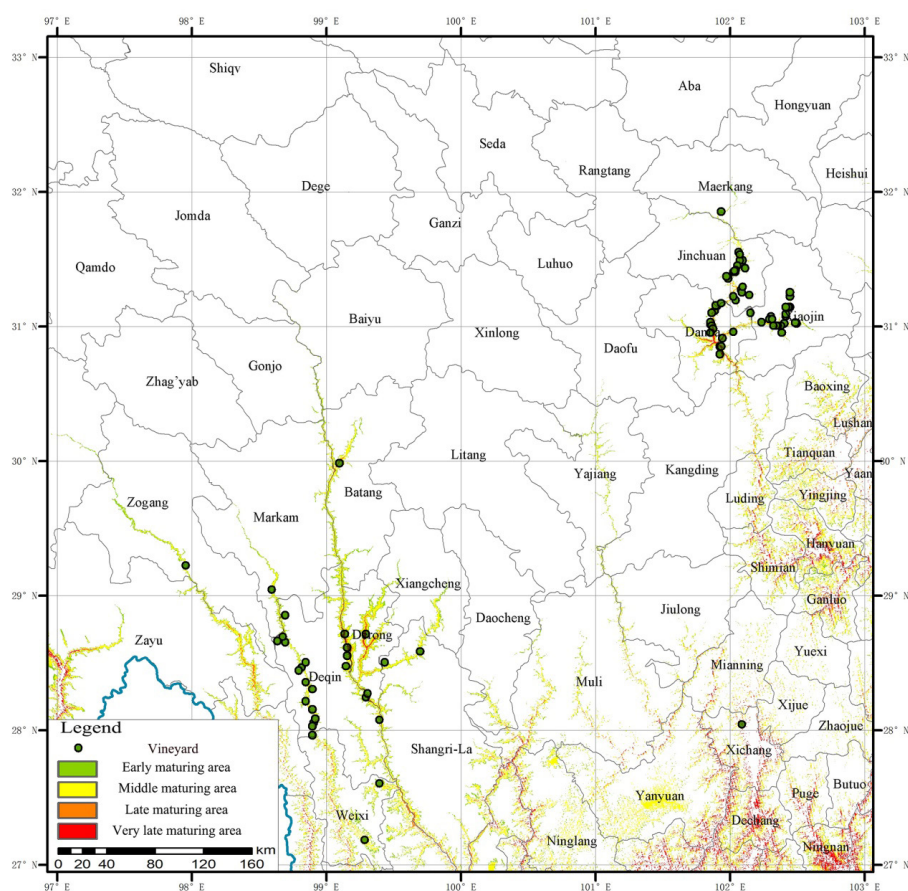 97° E 98° E 99° E 100° E 101° E 102° E 103° E
33° N 33° N
Shiqv
Aba
Hongyuan
Seda
Rangtang
Heishui
Dege
Maerkang
32° N 32° N
Jomda
Ganzi
Jinchuan
Qamdo
Luhuo
Baiyu
Xiaojin
31° N 31° N
Xinlong
Danba
Daofu
Gonjo
Zhag'yab
Baoxing
Lushan
Litang
Tianquan
30° N 30° N
Yajiang
Kangding
Yaan
Batang
Yingjing
Zogang
Luding
Markam
Hanyuan
Shimian
Xiangcheng
29° N 29° N
Ganluo
Jiulong
Daocheng
Derong
Zayu
Yuexi
Mianning
Deqin
Muli
Xijue
28° N 28° N
Zhaojue
Shangri-La
Xichang
Butuo
Yanyuan
Puge
Weixi
Dechang
Ninglang
Ningnan
27° N 27° N
Legend
Vineyard
Early maturing area
Middle maturing area
Late maturing area
Very late maturing area
0 20 40 80 120 160 KM
97° E 98° E 99° E 100° E 101° E 102° E 103° E